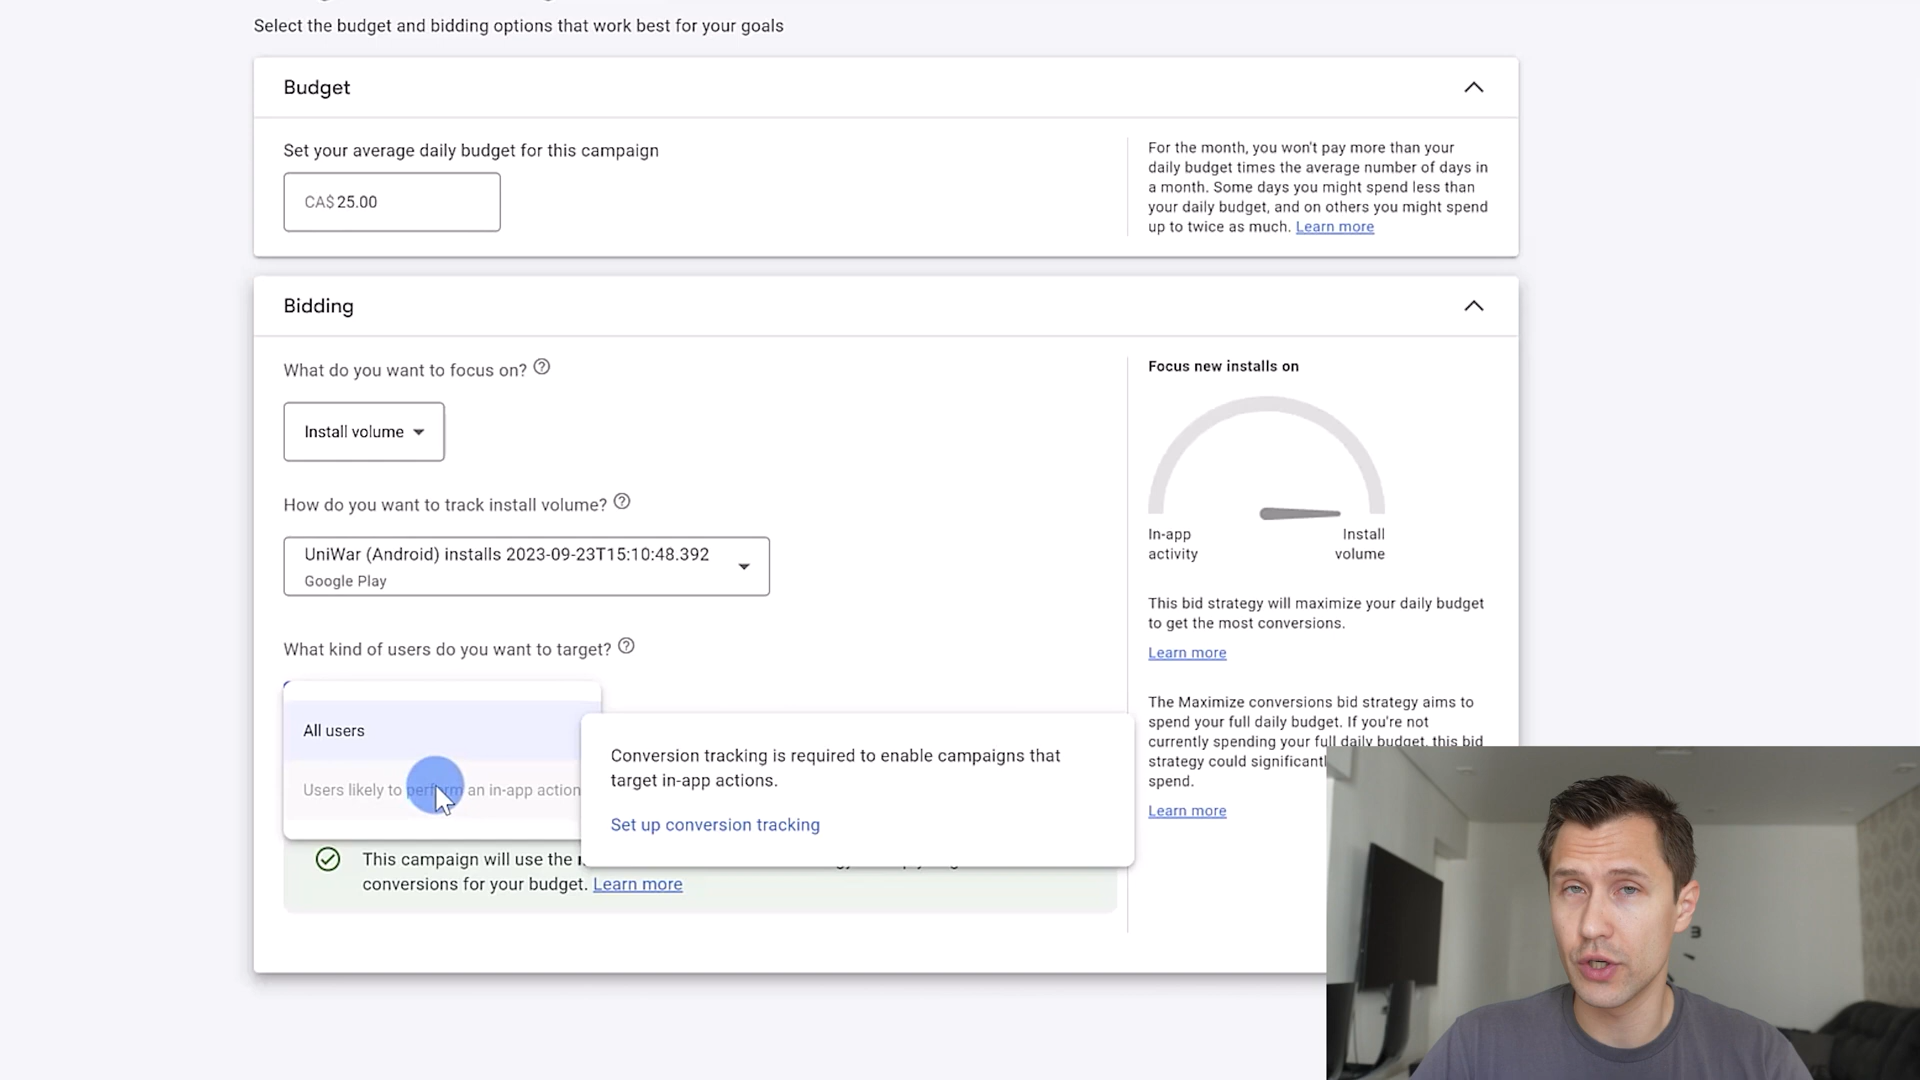 Select the budget and bidding options that work best for your goals
Budget
Set your average daily budget for this campaign
CA$ 25.00
For the month, you won't pay more than your
daily budget times the average number of days in
a month. Some days you might spend less than
your daily budget, and on others you might spend
up to twice as much. Learn more
Bidding
What do you want to focus on?
Install volume
How do you want to track install volume?
UniWar (Android) installs 2023-09-23T15:10:48.392
Google Play
What kind of users do you want to target?
All users
Users likely to perform an in-app action
Conversion tracking is required to enable campaigns that
target in-app actions.
Set up conversion tracking
This campaign will use the
conversions for your budget. Learn more
Focus new installs on
In-app
activity
Install
volume
This bid strategy will maximize your daily budget
to get the most conversions.
Learn more
The Maximize conversions bid strategy aims to
spend your full daily budget. If you're not
currently spending your full daily budget, this bid
strategy could significant
spend.
Learn more